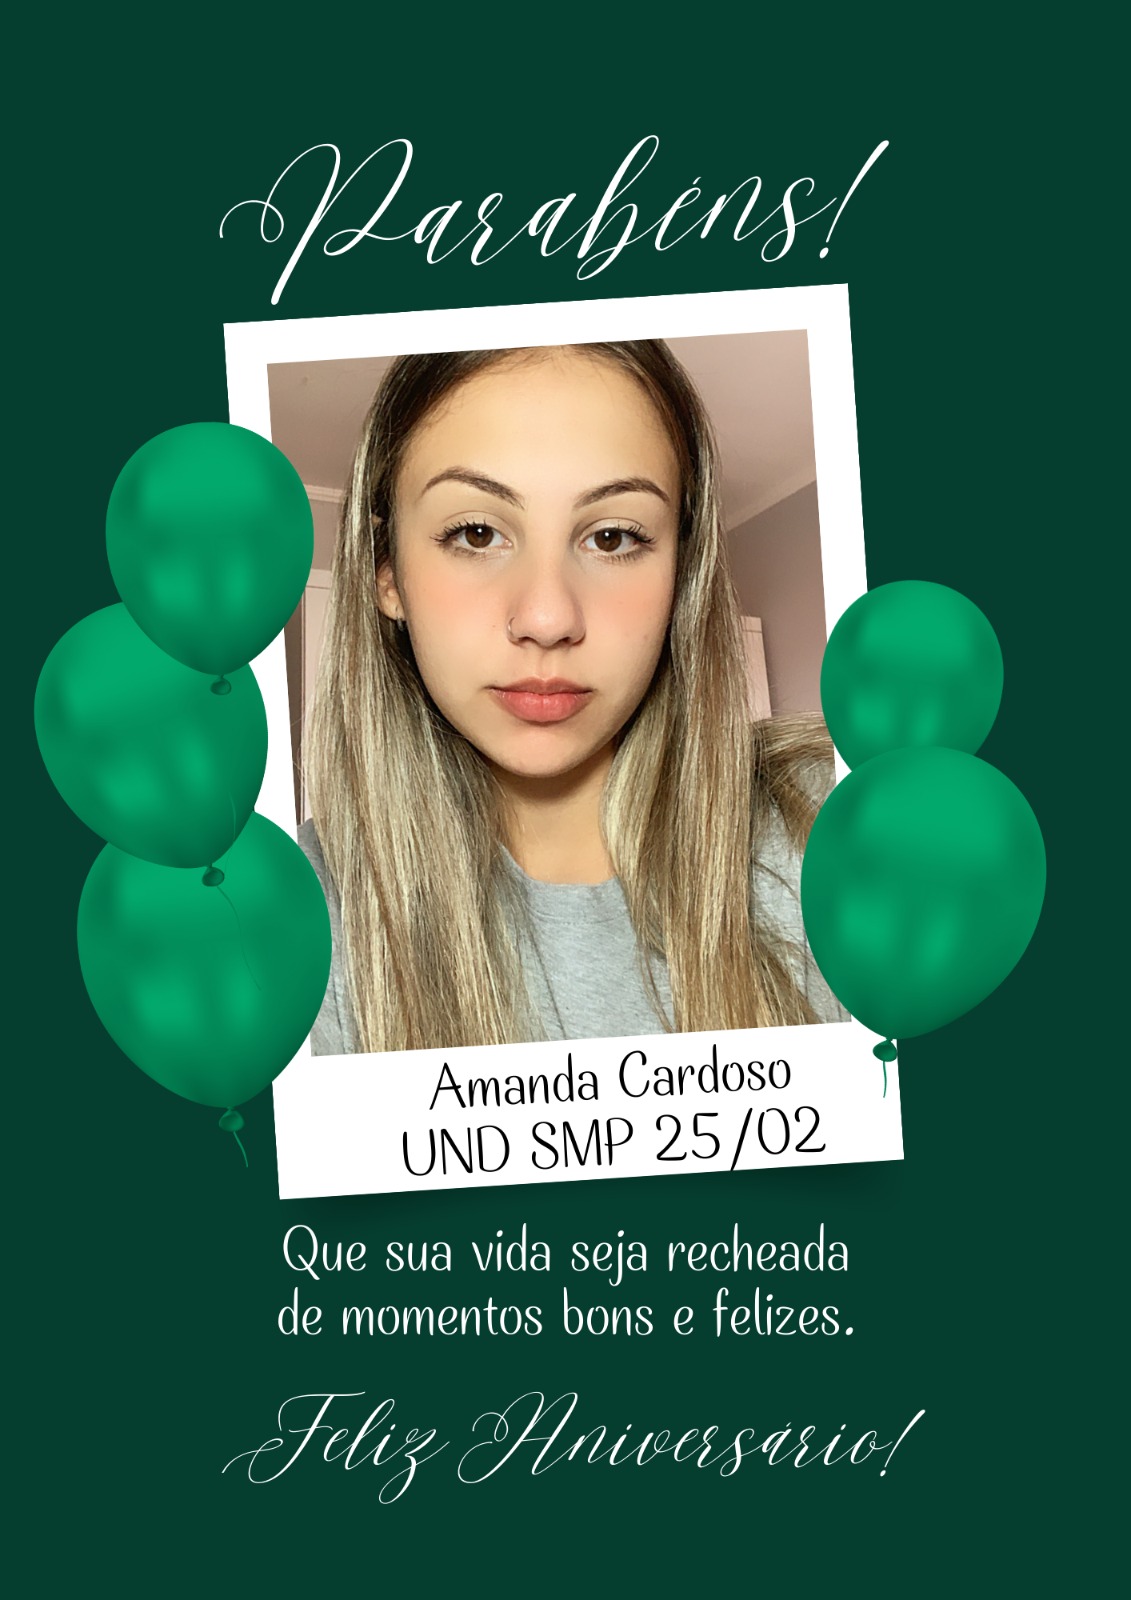 Parabéns!
Amanda Cardoso
UND SMP 25/02
Que sua vida seja recheada
de momentos bons e felizes.
Feliz Aniversário!